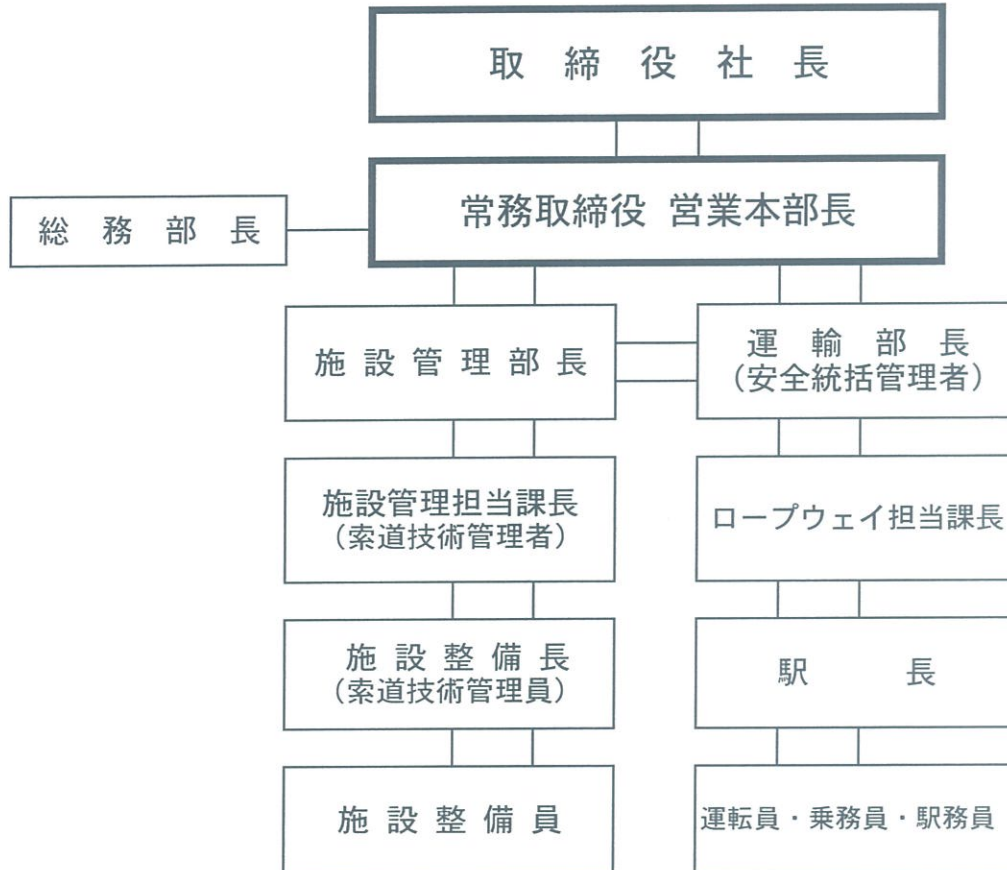 取締役社長
常務取締役 営業本部長
総務部長
施設管理部長
運輸部長
（安全統括管理者）
施設管理担当課長
（索道技術管理者）
ロープウェイ担当課長
施設整備長
（索道技術管理員）
駅長
施設整備員
運転員・乗務員・駅務員